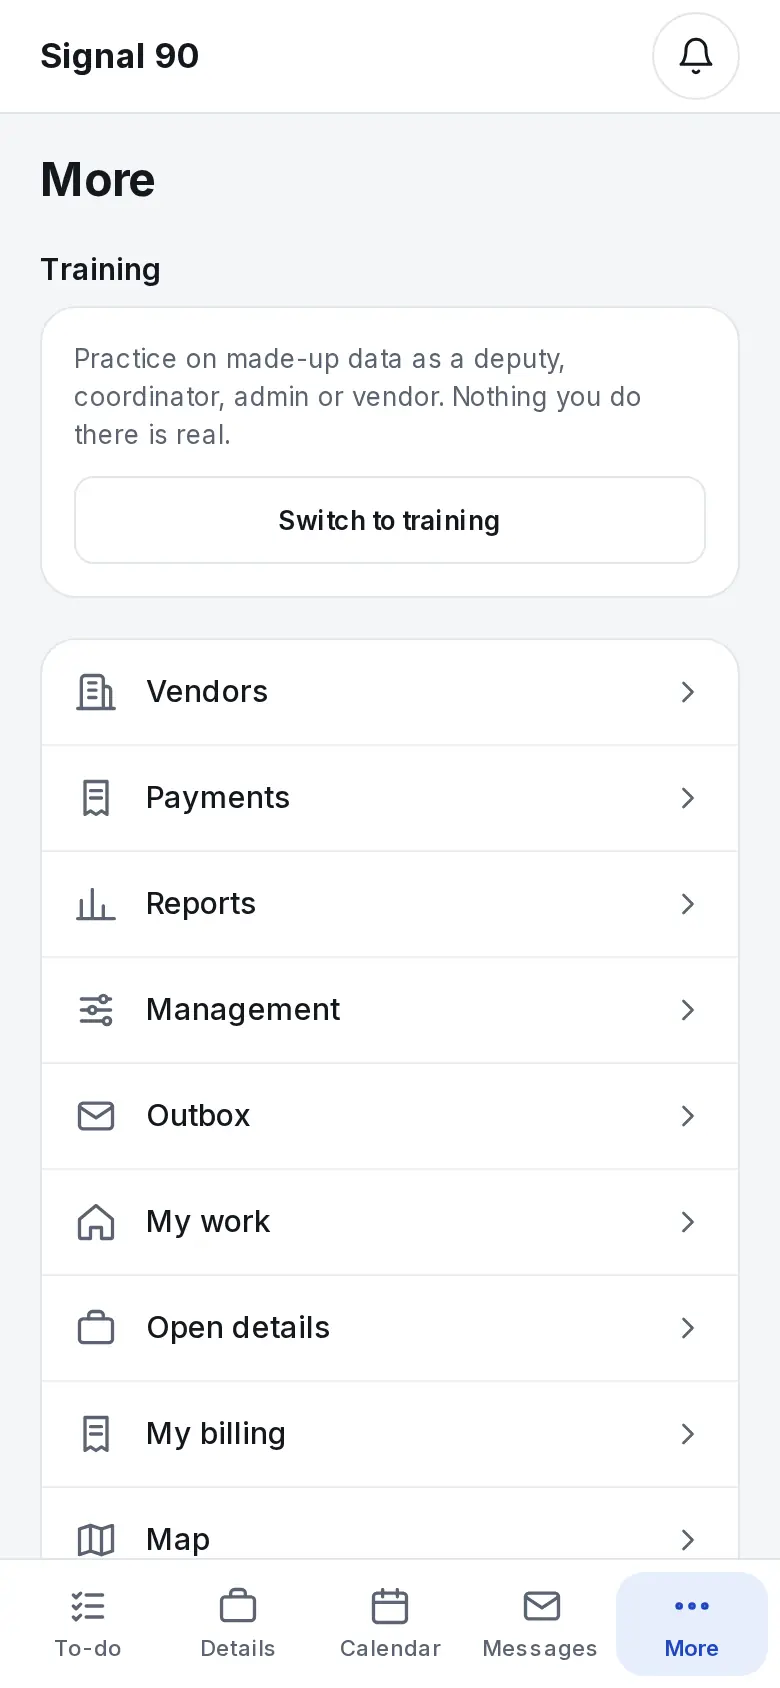 Signal 90
More
Training
Practice on made-up data as a deputy,
coordinator, admin or vendor. Nothing you do
there is real.
Switch to training
Vendors
Payments
Reports
Management
Outbox
My work
Open details
My billing
Map
To-do
Details
Calendar
Messages
More